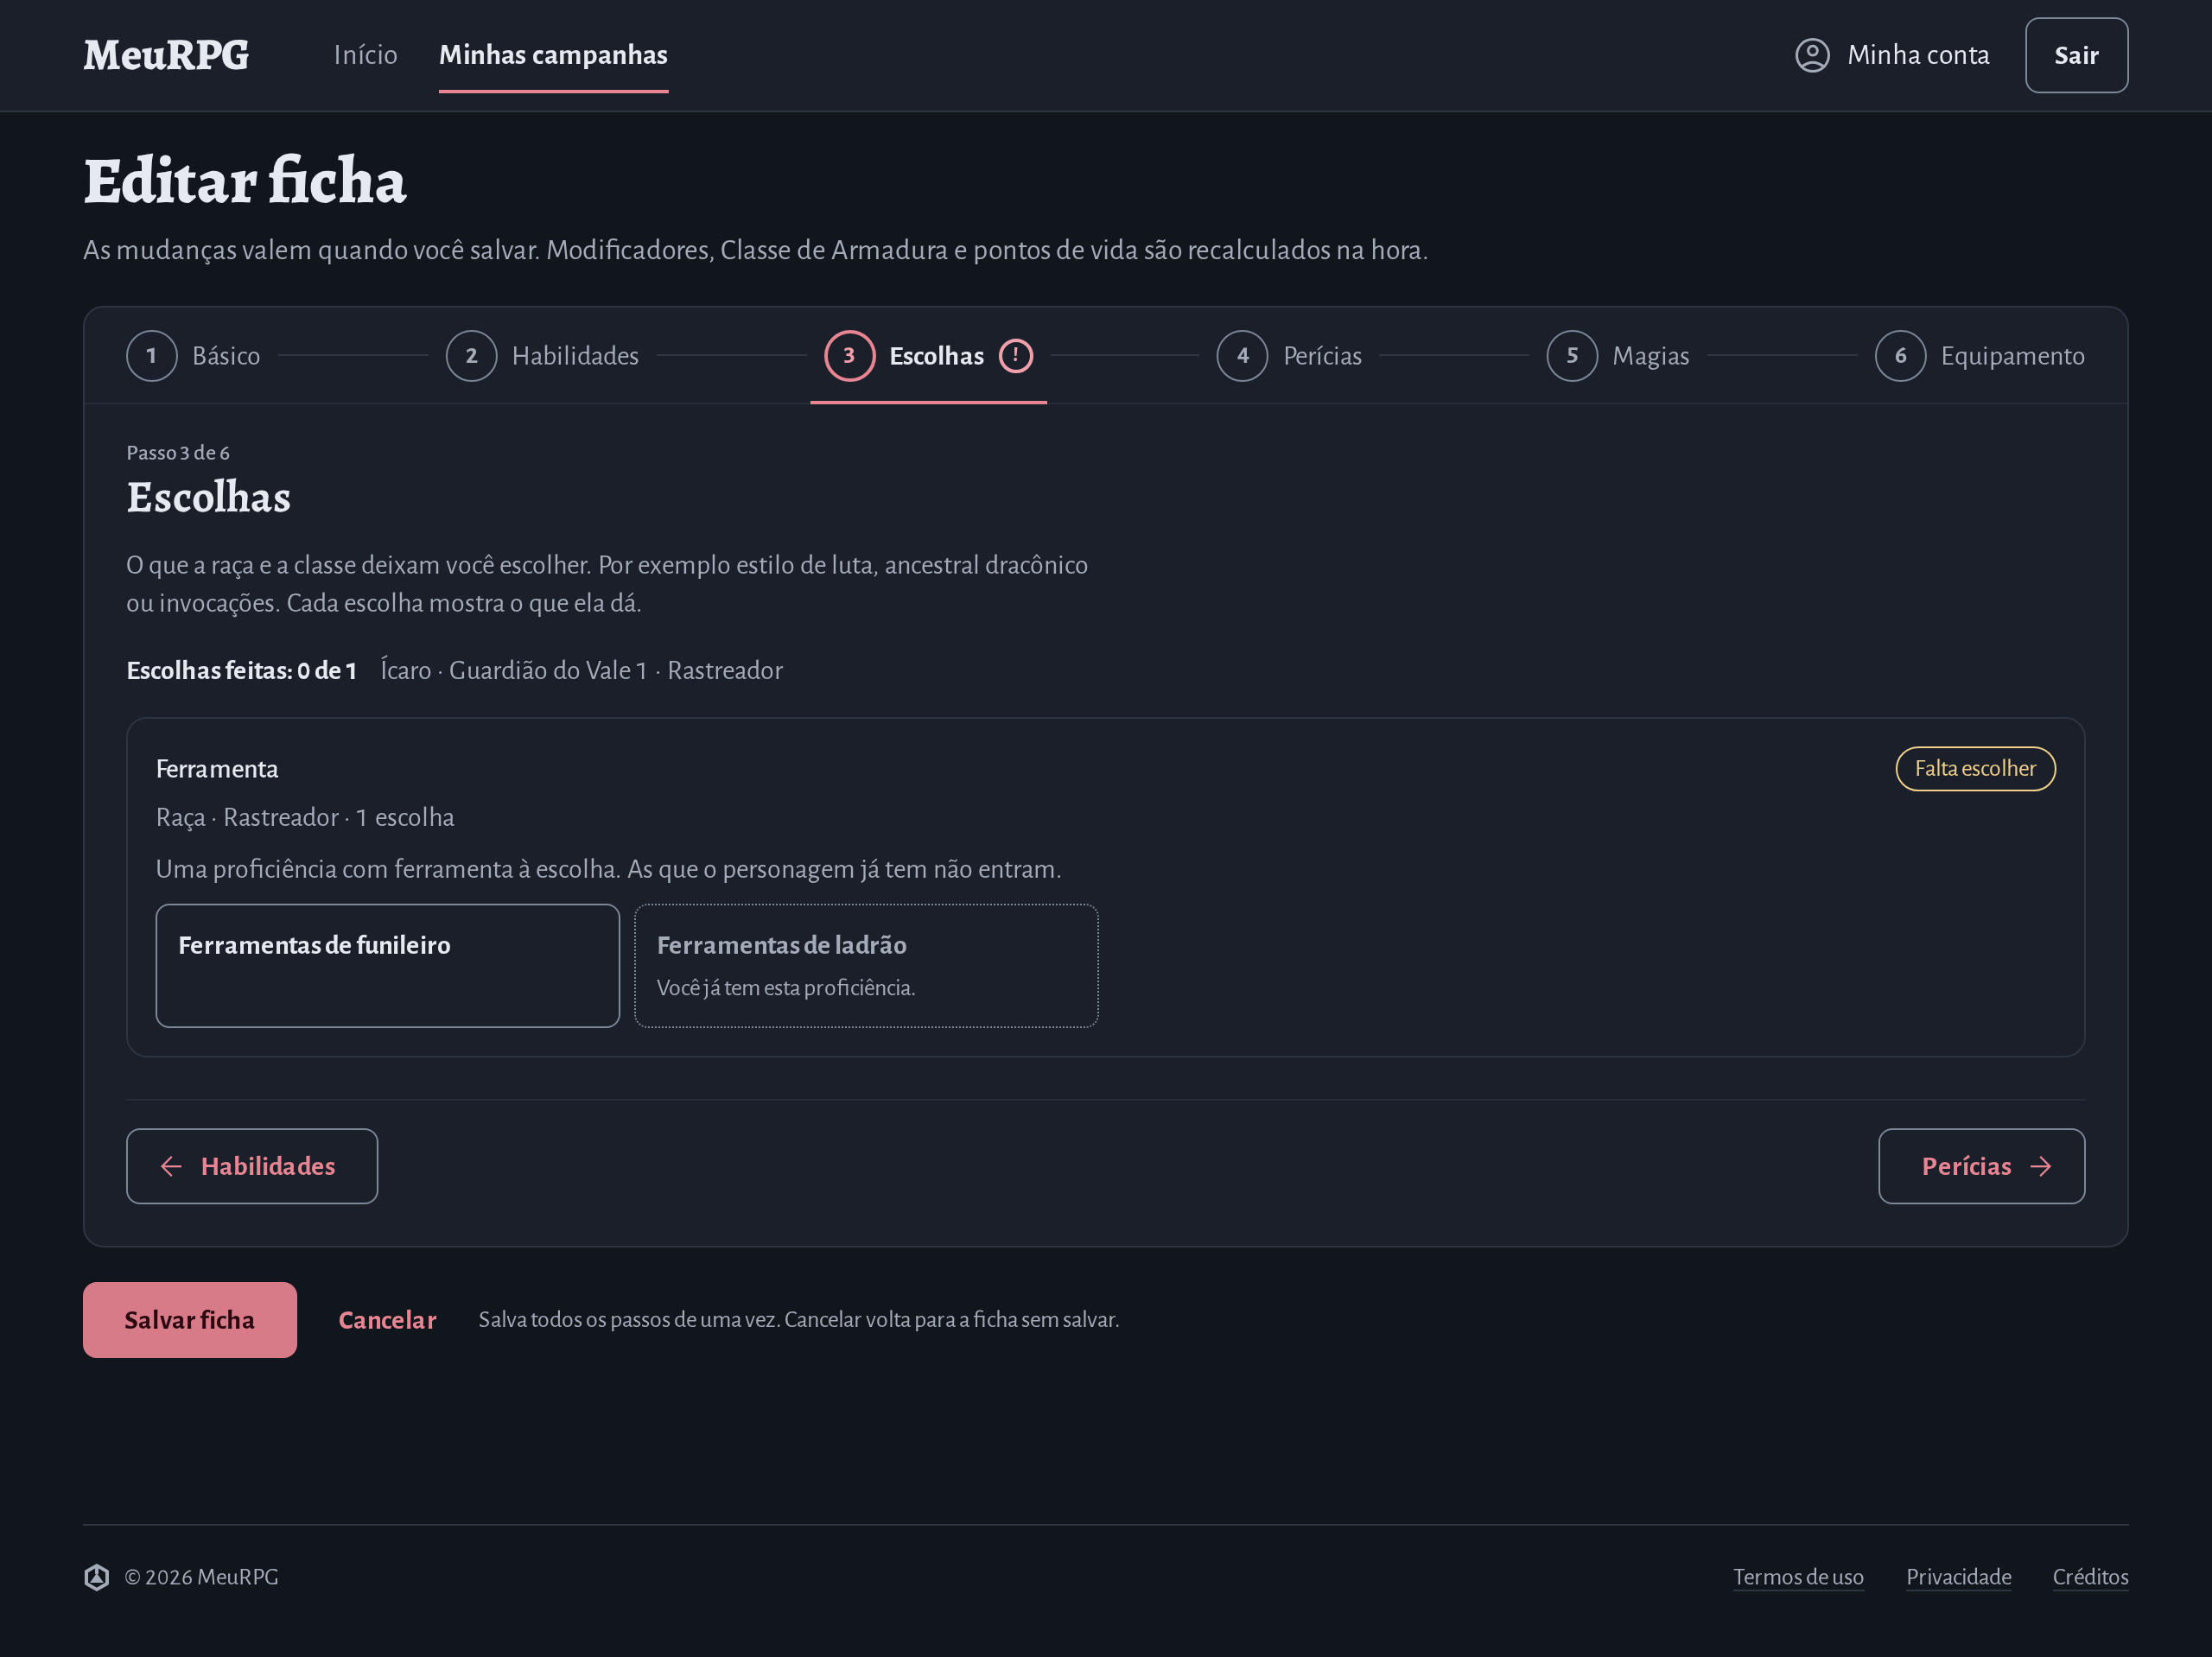 MeuRPG
Início
Minhas campanhas
Minha conta
Sair
Editar ficha
As mudanças valem quando você salvar. Modificadores, Classe de Armadura e pontos de vida são recalculados na hora.
1 Básico
2 Habilidades
3 Escolhas !
4 Perícias
5 Magias
6 Equipamento
Passo 3 de 6
Escolhas
O que a raça e a classe deixam você escolher. Por exemplo estilo de luta, ancestral dracônico
ou invocações. Cada escolha mostra o que ela dá.
Escolhas feitas: 0 de 1 Ícaro · Guardião do Vale 1 · Rastreador
Ferramenta
Falta escolher
Raça · Rastreador · 1 escolha
Uma proficiência com ferramenta à escolha. As que o personagem já tem não entram.
Ferramentas de funileiro
Ferramentas de ladrão
Você já tem esta proficiência.
← Habilidades
Perícias →
Salvar ficha
Cancelar
Salva todos os passos de uma vez. Cancelar volta para a ficha sem salvar.
© 2026 MeuRPG
Termos de uso
Privacidade
Créditos